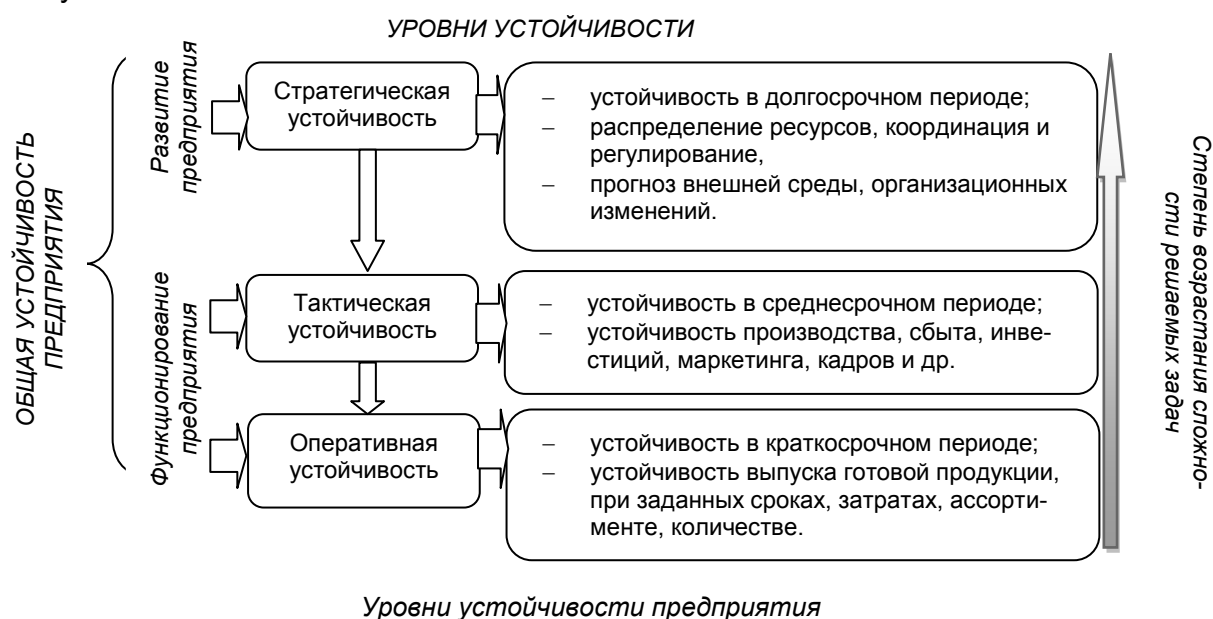 УРОВНИ УСТОЙЧИВОСТИ
ОБЩАЯ УСТОЙЧИВОСТЬ
ПРЕДПРИЯТИЯ
Развитие
предприятия
Стратегическая
устойчивость
– устойчивость в долгосрочном периоде;
– распределение ресурсов, координация и
регулирование,
– прогноз внешней среды, организационных
изменений.
Функционирование
предприятия
Тактическая
устойчивость
– устойчивость в среднесрочном периоде;
– устойчивость производства, сбыта, инве-
стиций, маркетинга, кадров и др.
Оперативная
устойчивость
– устойчивость в краткосрочном периоде;
– устойчивость выпуска готовой продукции,
при заданных сроках, затратах, ассорти-
менте, количестве.
Степень возрастания сложно-
сти решаемых задач
Уровни устойчивости предприятия